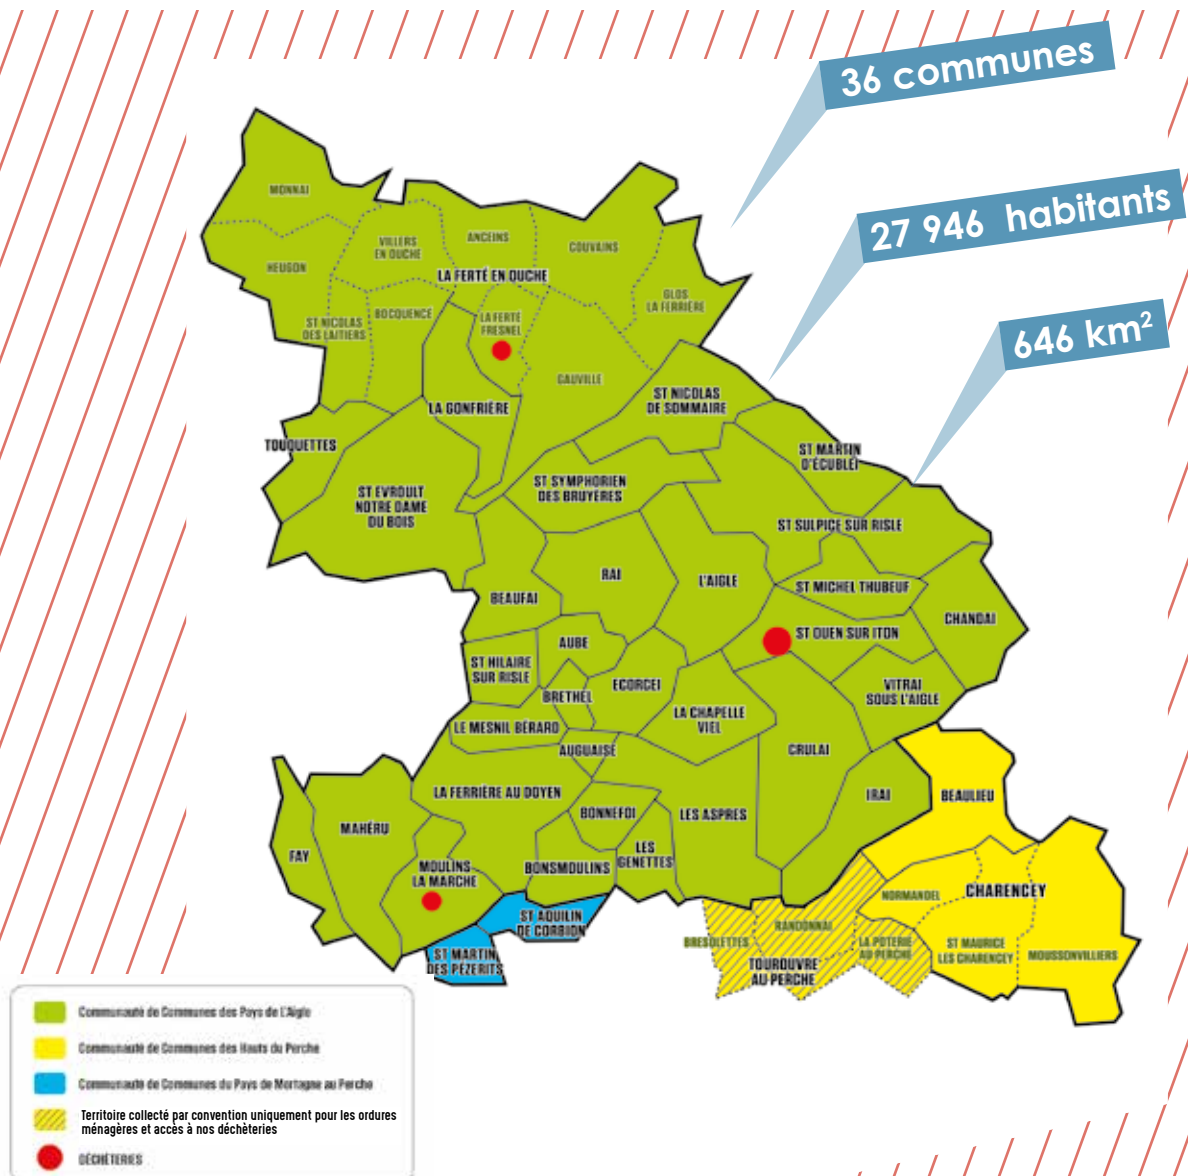 36 communes
27 946 habitants
646 km²
MONNAI
HEUGON
VILLERS
EN OUCHE
ANCEINS
COUVAINS
LA FERTÉ EN OUCHE
GLOS
LA FERRIÈRE
ST NICOLAS
DES LAITIERS
BOCQUENCÉ
LA FERTÉ
FRESNEL
GAUVILLE
LA GONFRIÈRE
ST NICOLAS
DE SOMMAIRE
TOUQUETTES
ST MARTIN
D'ÉCUBLEI
ST EVROULT
NOTRE DAME
DU BOIS
ST SYMPHORIEN
DES BRUYÈRES
ST SULPICE SUR RISLE
RAI
L'AIGLE
ST MICHEL THUBEUF
BEAUFAI
CHANDAI
AUBE
ST OUEN SUR ITON
ST HILAIRE
SUR RISLE
ECORCEI
BRETHEL
VITRAI
SOUS L'AIGLE
LA CHAPELLE
VIEL
LE MESNIL BÉRARD
AUGUAISE
CRULAI
LA FERRIÈRE AU DOYEN
IRAI
BEAULIEU
BONNEFOI
LES ASPRES
MAHÉRU
FAY
LES
GENETTES
MOULINS
LA MARCHE
BONSMOULINS
NORMANDEL
CHARENCEY
ST AQUILIN
DE CORBION
RANDONNAI
BRESOLETTES
LA POTERIE
AU PERCHE
ST MAURICE
LES CHARENCEY
MOUSSONVILLIERS
ST MARTIN
DES PÉZERITS
TOUROUVRE
AU PERCHE
Communauté de Communes des Pays de L'Aigle
Communauté de Communes des Hauts du Perche
Communauté de Communes du Pays de Mortagne au Perche
Territoire collecté par convention uniquement pour les ordures
ménagères et accès à nos déchèteries
DÉCHÈTERIES